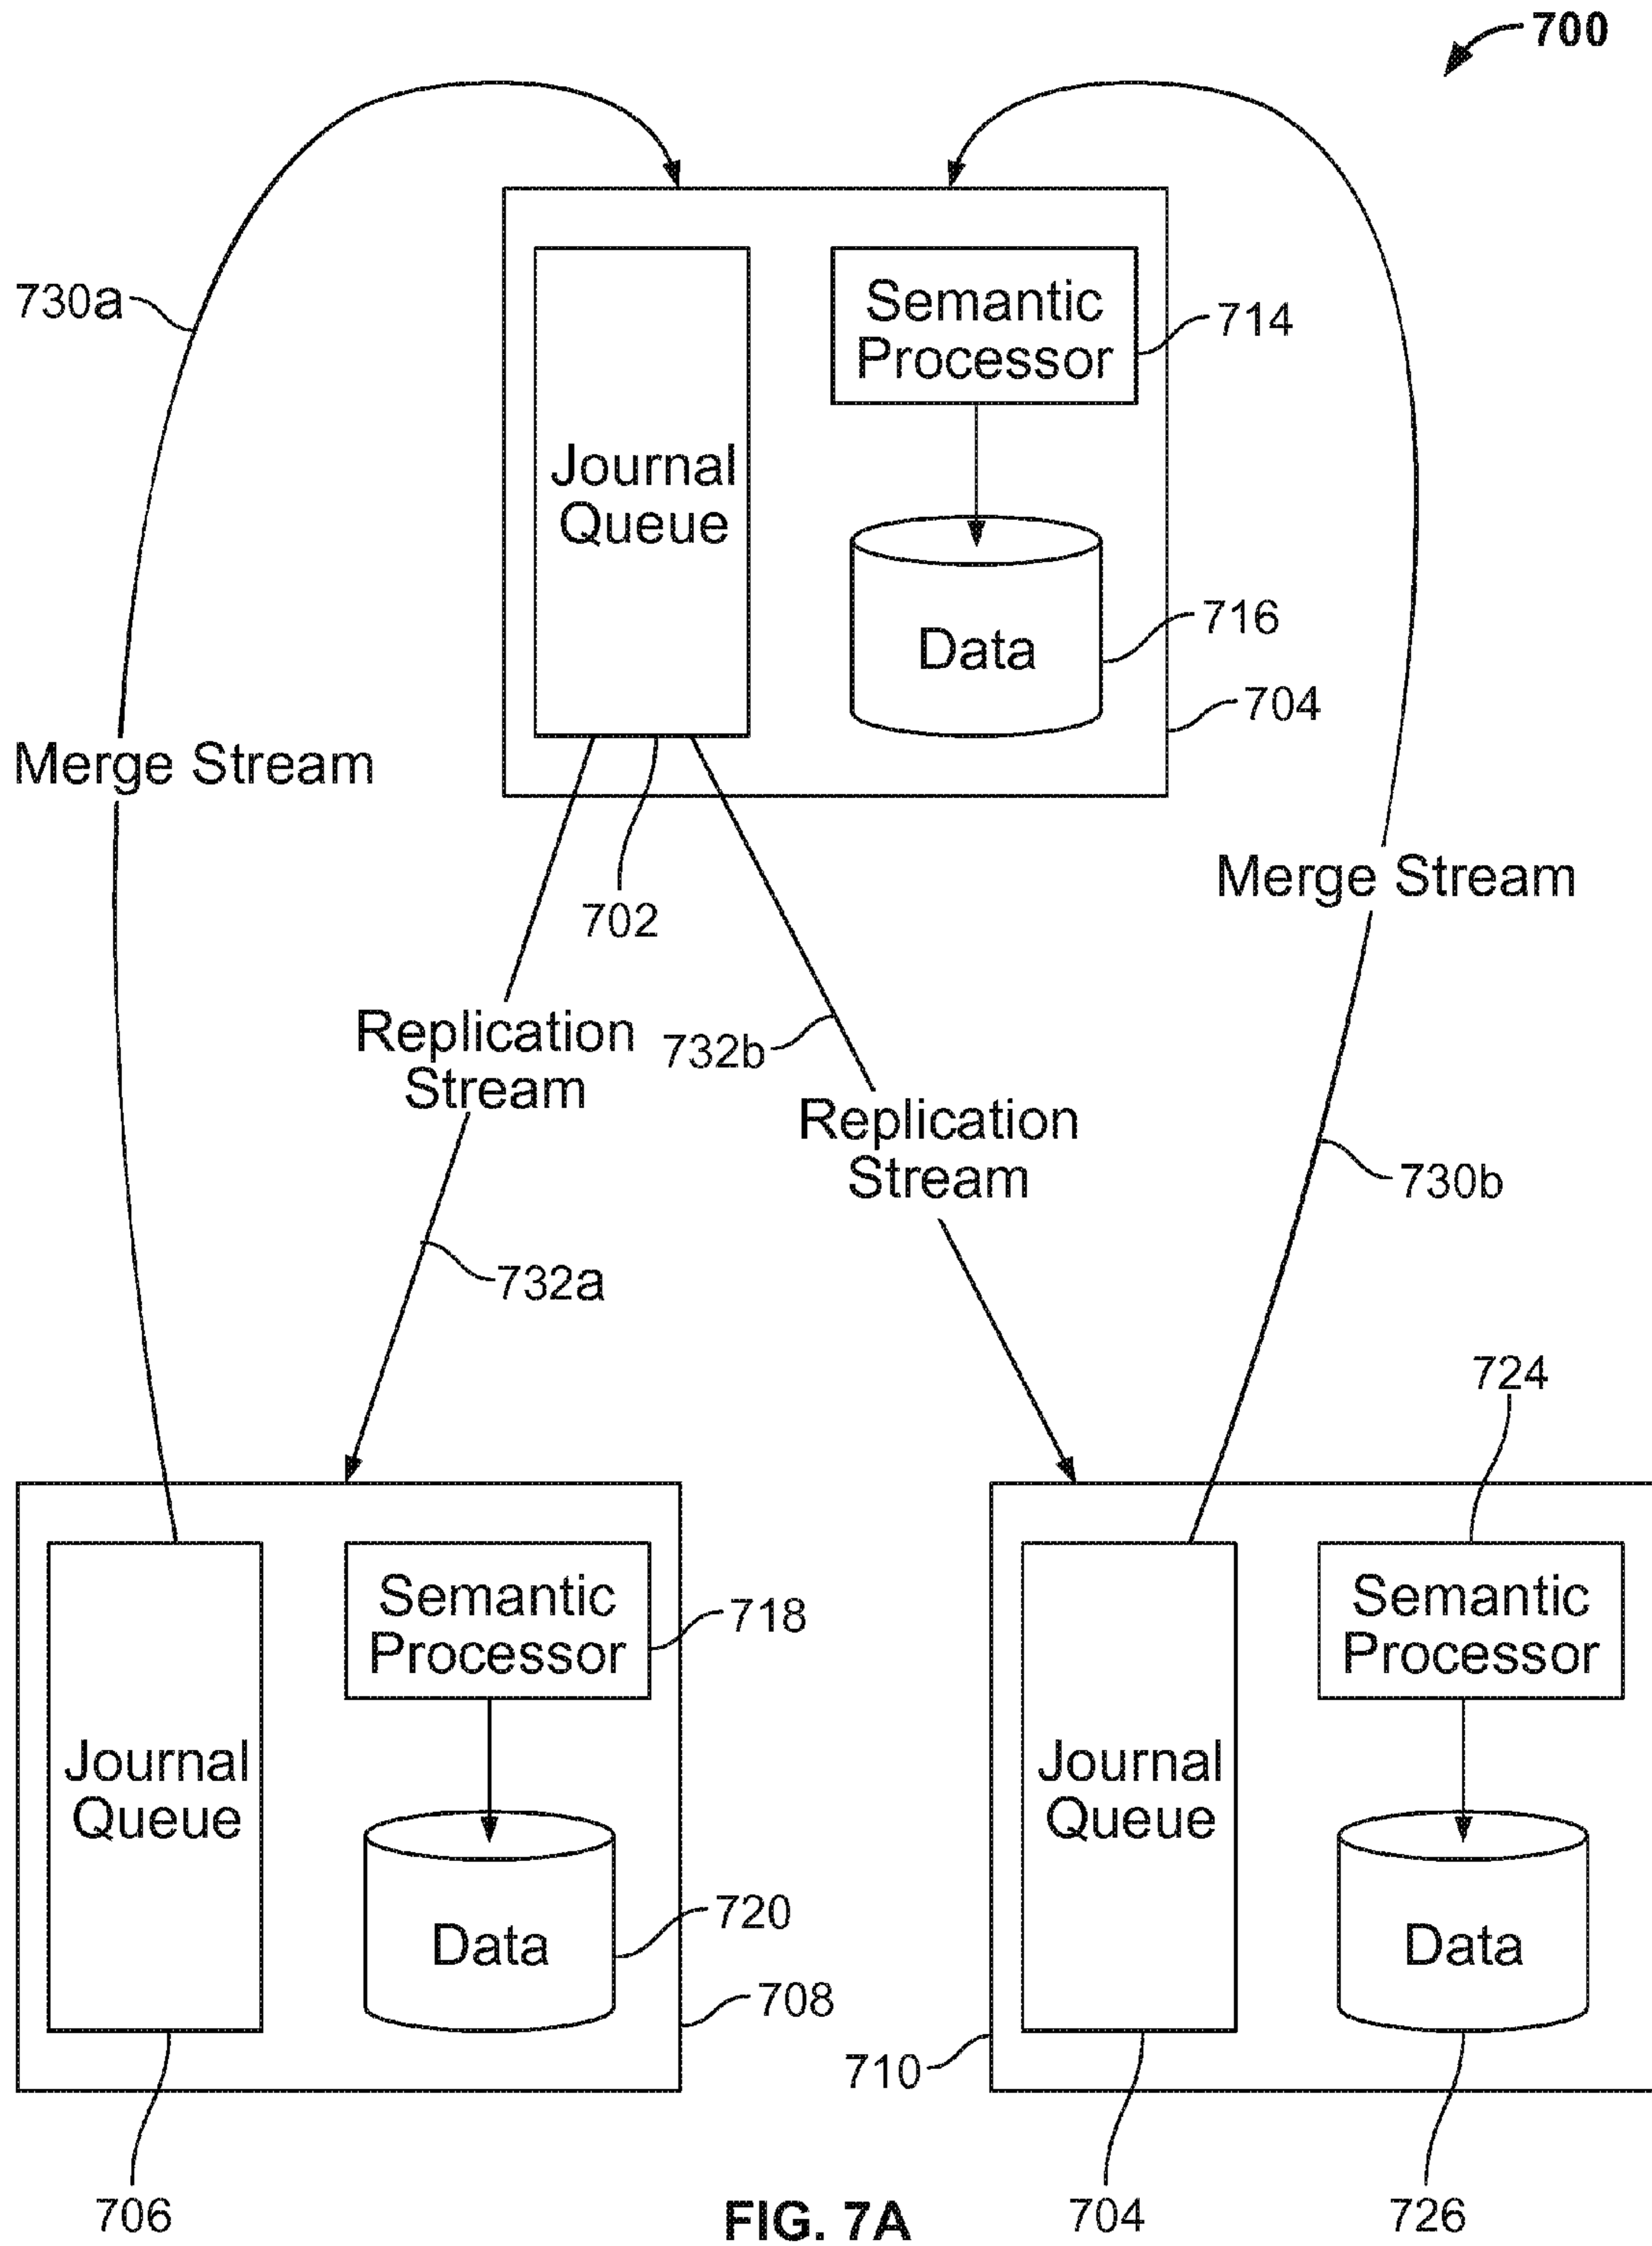 700
730a
Semantic
Processor
714
Journal
Queue
Data
716
704
Merge Stream
Merge Stream
702
Replication
Stream
732b
Replication
Stream
730b
732a
724
Semantic
Processor
718
Semantic
Processor
Journal
Queue
Journal
Queue
Data
720
Data
708
710
706
704
726
FIG. 7A